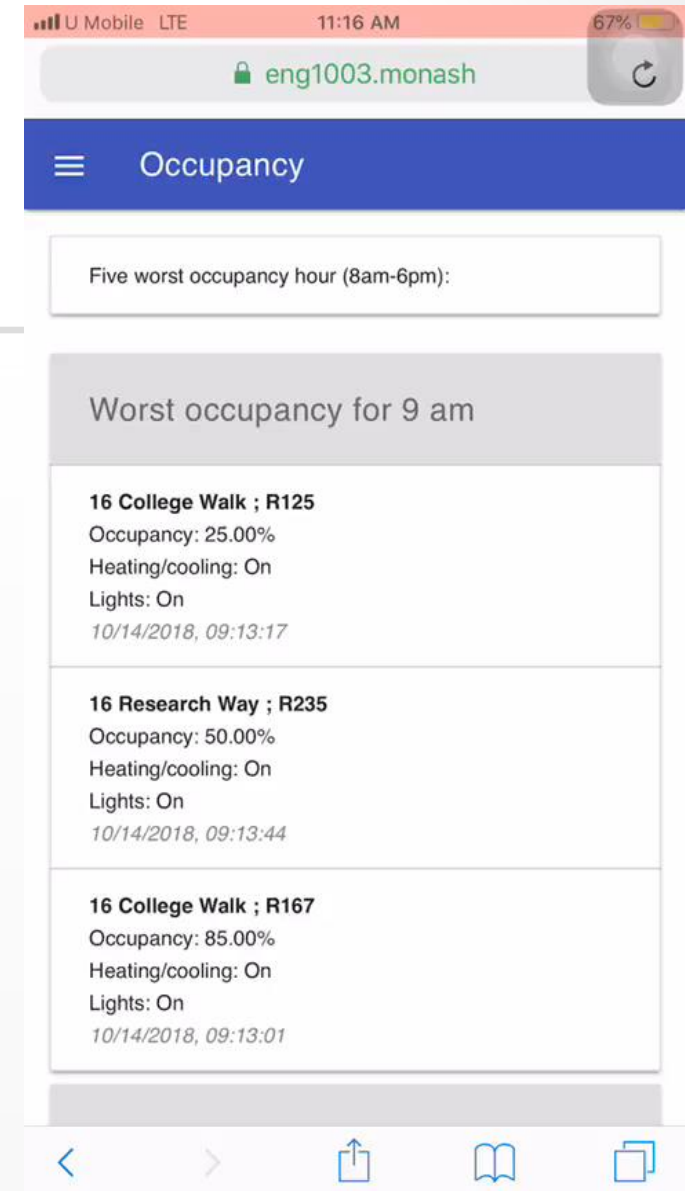 U Mobile LTE 11:16 AM 67%
eng1003.monash
Occupancy
Five worst occupancy hour (8am-6pm):
Worst occupancy for 9 am
16 College Walk ; R125
Occupancy: 25.00%
Heating/cooling: On
Lights: On
10/14/2018, 09:13:17
16 Research Way ; R235
Occupancy: 50.00%
Heating/cooling: On
Lights: On
10/14/2018, 09:13:44
16 College Walk ; R167
Occupancy: 85.00%
Heating/cooling: On
Lights: On
10/14/2018, 09:13:01